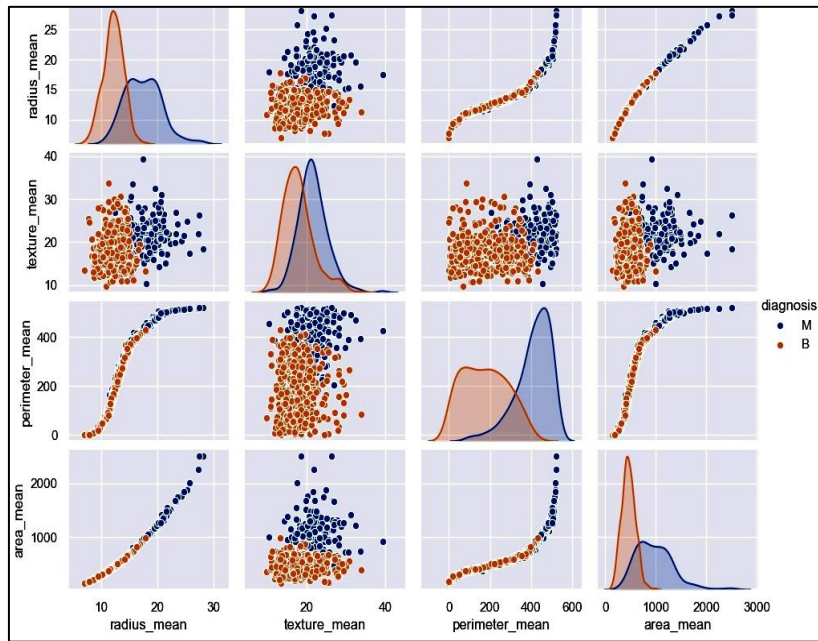 radius_mean
25
20
15
10
texture_mean
40
30
20
10
diagnosis
M
B
perimeter_mean
400
200
0
area_mean
2000
1000
10 20 30
20 40
0 200 400 600
0 1000 2000 3000
radius_mean texture_mean perimeter_mean area_mean